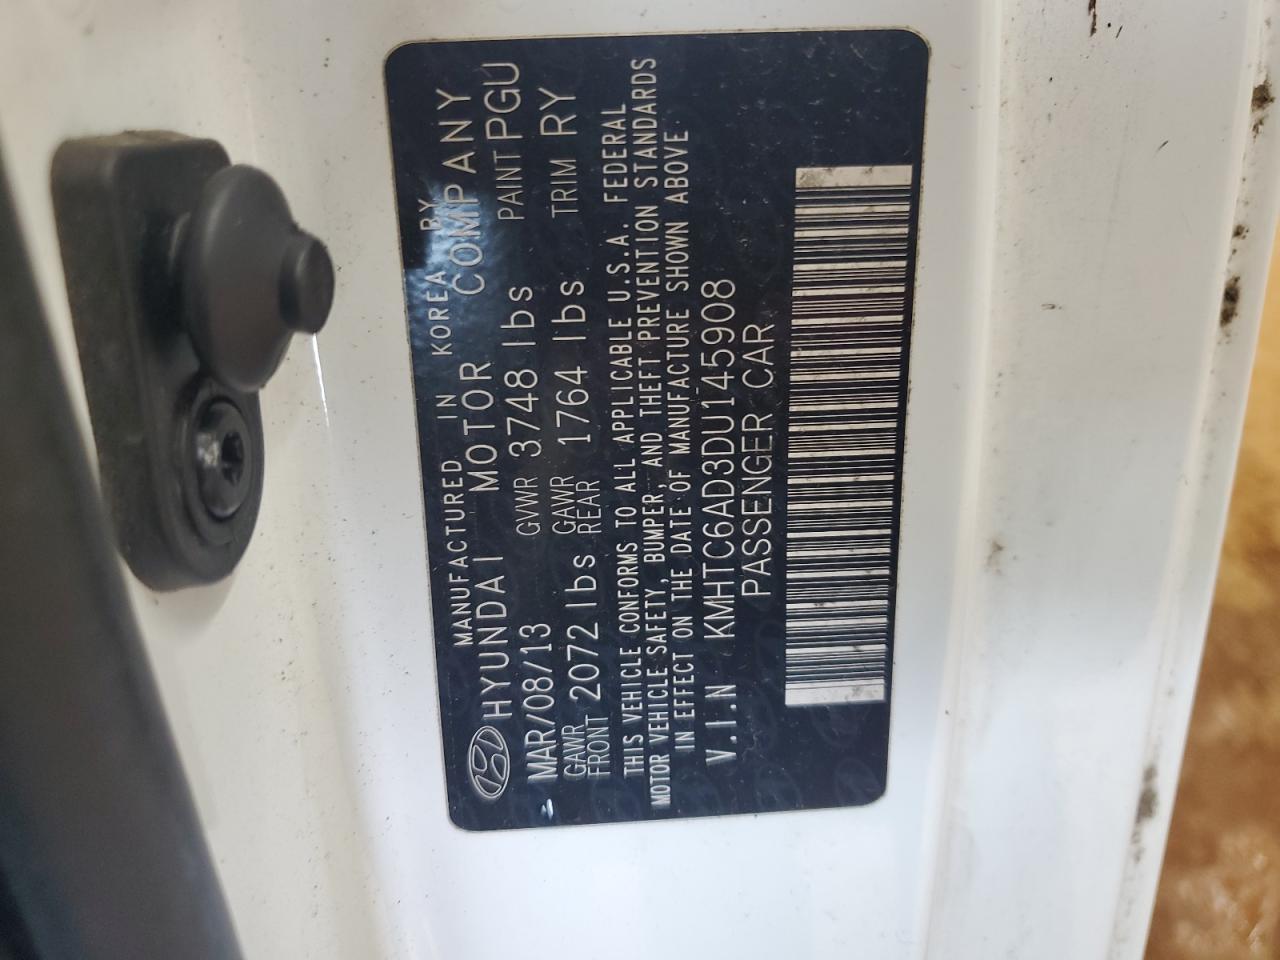 MANUFACTURED IN KOREA BY
HYUNDAI MOTOR COMPANY
MAR/08/13 GVWR 3748 lbs PAINT PGU
GAWR FRONT 2072 lbs GAWR REAR 1764 lbs TRIM RY
THIS VEHICLE CONFORMS TO ALL APPLICABLE U.S.A. FEDERAL
MOTOR VEHICLE SAFETY, BUMPER, AND THEFT PREVENTION STANDARDS
IN EFFECT ON THE DATE OF MANUFACTURE SHOWN ABOVE
V.I.N KMHTC6AD3DU145908
PASSENGER CAR